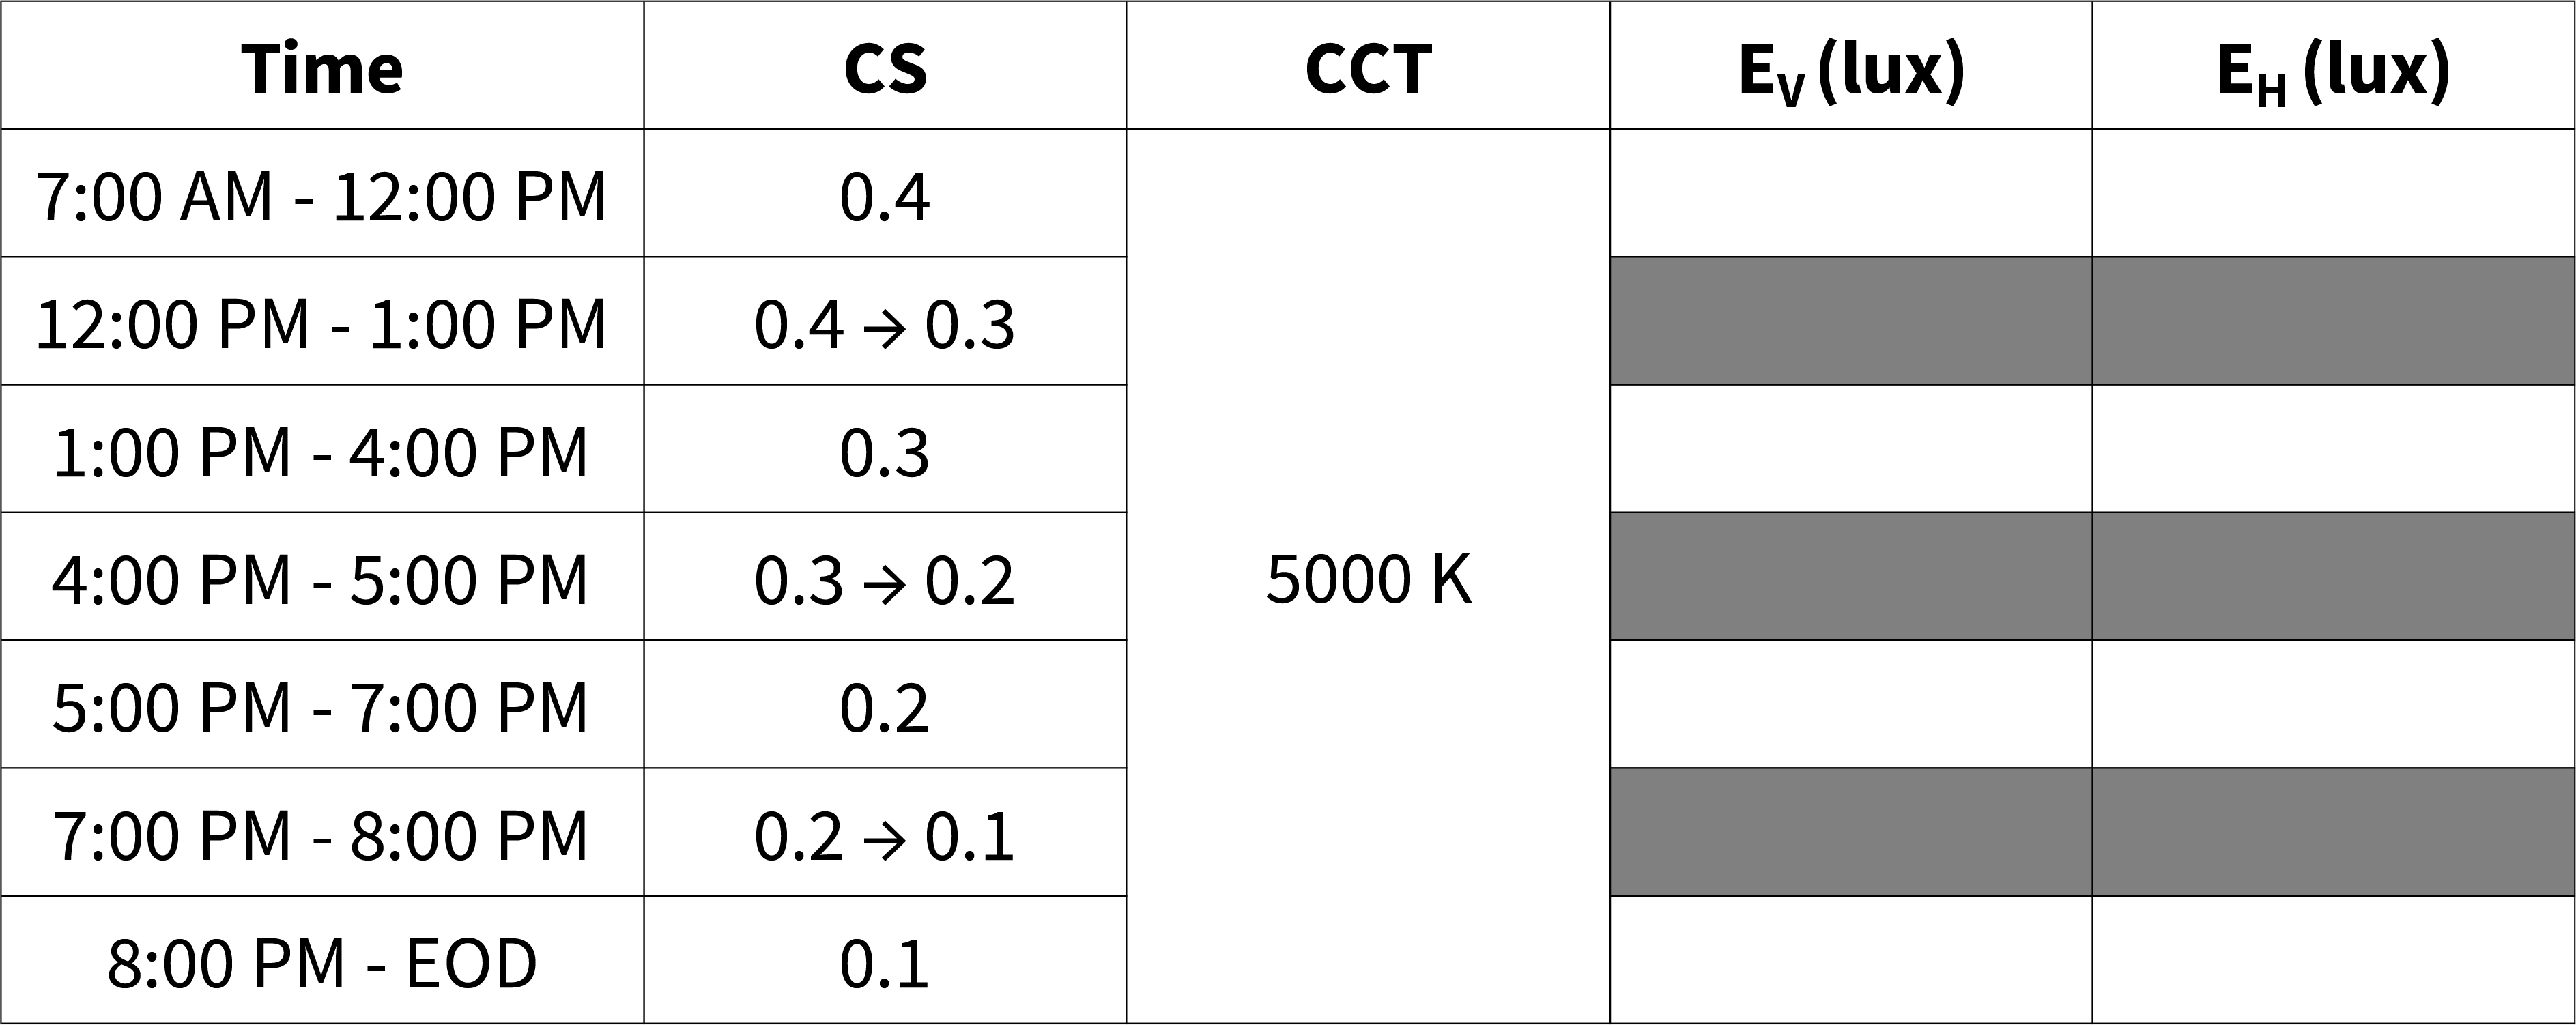 Time CS CCT EV (lux) EH (lux)
7:00 AM - 12:00 PM 0.4
12:00 PM - 1:00 PM 0.4 → 0.3
1:00 PM - 4:00 PM 0.3
4:00 PM - 5:00 PM 0.3 → 0.2 5000 K
5:00 PM - 7:00 PM 0.2
7:00 PM - 8:00 PM 0.2 → 0.1
8:00 PM - EOD 0.1